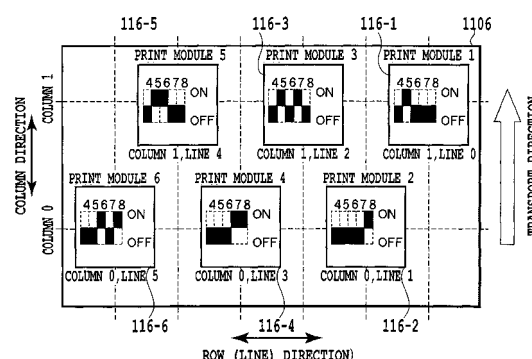 116-5 116-3 116-1 1106
PRINT MODULE 5 PRINT MODULE 3 PRINT MODULE 1
45678 ON 45678 ON 45678 ON
OFF OFF OFF
COLUMN 1,LINE 4 COLUMN 1,LINE 2 COLUMN 1,LINE 0
PRINT MODULE 6 PRINT MODULE 4 PRINT MODULE 2
45678 ON 45678 ON 45678 ON
OFF OFF OFF
COLUMN 0,LINE 5 COLUMN 0,LINE 3 COLUMN 0,LINE 1
116-6 116-4 116-2
ROW (LINE) DIRECTION)
COLUMN DIRECTION
COLUMN 1
COLUMN 0
TRANSPORT DIRECTION